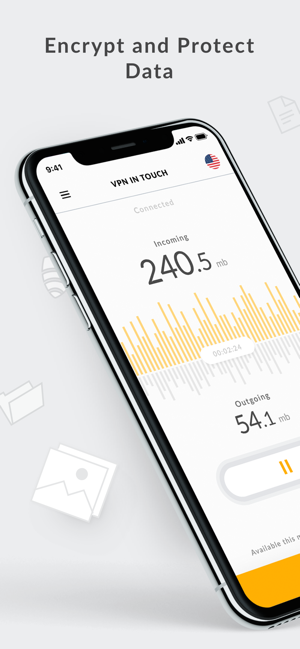 Encrypt and Protect
Data
9:41
VPN IN TOUCH
Connected
Incoming
240.5 mb
00:02:24
Outgoing
54.1 mb
Available this